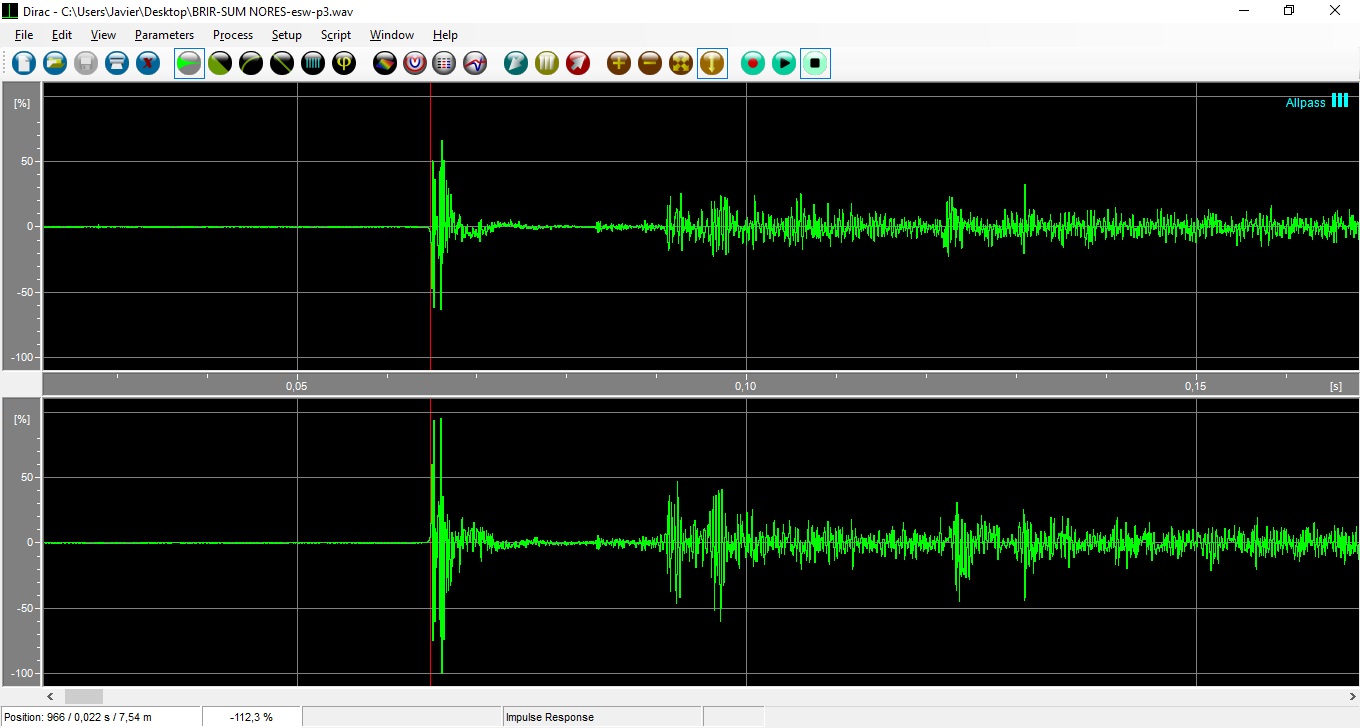 Dirac - C:\Users\Javier\Desktop\BRIR-SUM NORES-esw-p3.wav
File Edit View Parameters Process Setup Script Window Help
[%]
Allpass
50
0
-50
-100
0,05 0,10 0,15 [s]
[%]
50
0
-50
-100
Position: 966 / 0,022 s / 7,54 m -112,3 % Impulse Response